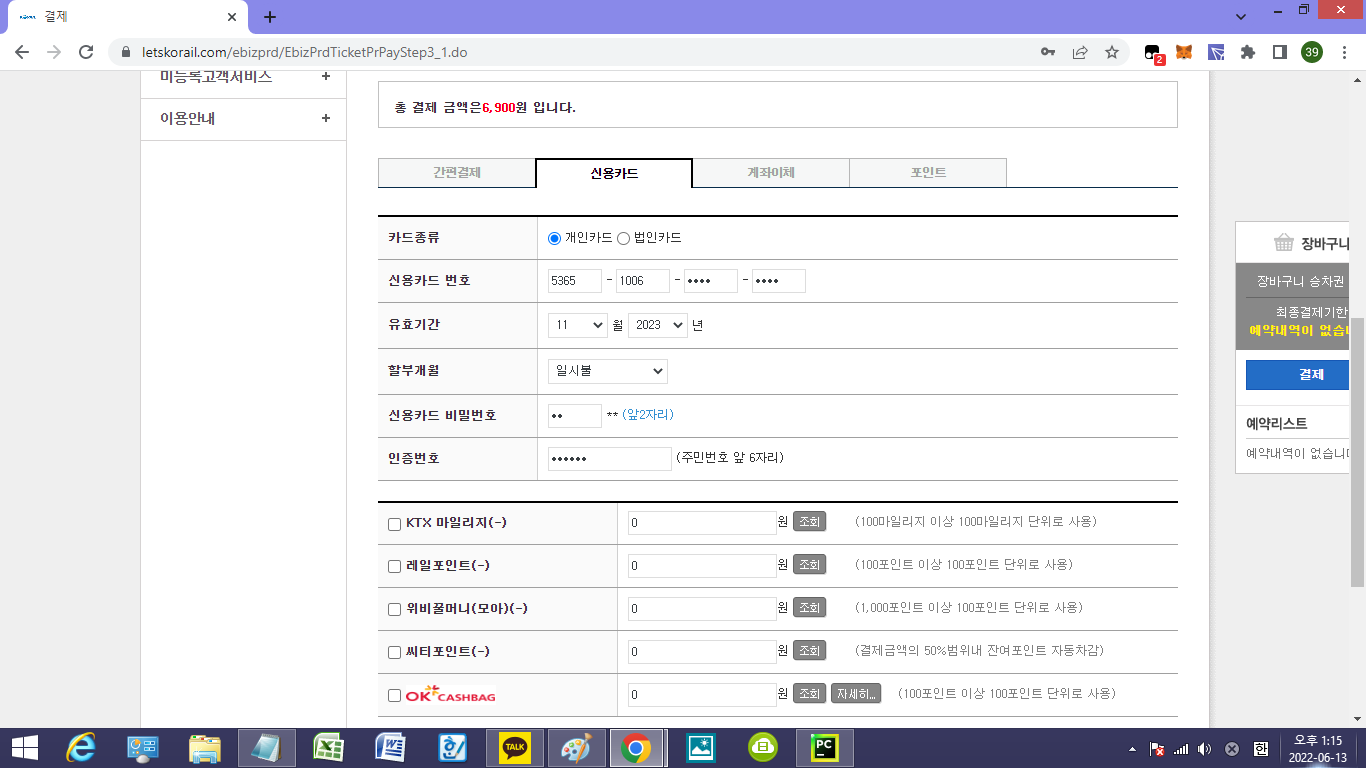 결제
letskorail.com/ebizprd/EbizPrdTicketPrPayStep3_1.do
2
39
미등록고객서비스 +
이용안내 +
총 결제 금액은6,900원 입니다.
간편결제 신용카드 계좌이체 포인트
카드종류 개인카드 법인카드
신용카드 번호 5365 - 1006 - •••• - ••••
유효기간 11 월 2023 년
할부개월 일시불
신용카드 비밀번호 •• ** (앞2자리)
인증번호 •••••• (주민번호 앞 6자리)
KTX 마일리지(-) 0 원 조회 (100마일리지 이상 100마일리지 단위로 사용)
레일포인트(-) 0 원 조회 (100포인트 이상 100포인트 단위로 사용)
위비꿀머니(모아)(-) 0 원 조회 (1,000포인트 이상 100포인트 단위로 사용)
씨티포인트(-) 0 원 조회 (결제금액의 50%범위내 잔여포인트 자동차감)
OK CASHBAG 0 원 조회 자세히... (100포인트 이상 100포인트 단위로 사용)
장바구니
장바구니 승차권
최종결제기한
예약내역이 없습니
결제
예약리스트
예약내역이 없습니다
TALK
PC
한
오후 1:15
2022-06-13